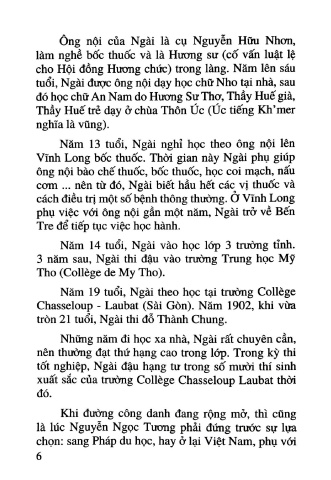 Ông nội của Ngài là cụ Nguyễn Hữu Nhơn,
làm nghề bốc thuốc và là Hương sư (cố vấn luật lệ
cho Hội đồng Hương chức) trong làng. Năm lên sáu
tuổi, Ngài được ông nội dạy học chữ Nho tại nhà, sau
đó học chữ An Nam do Hương Sư Thơ, Thầy Huế già,
Thầy Huế trẻ dạy ở chùa Thôn Úc (Úc tiếng Kh'mer
nghĩa là vũng).
Năm 13 tuổi, Ngài nghỉ học theo ông nội lên
Vĩnh Long bốc thuốc. Thời gian này Ngài phụ giúp
ông nội bào chế thuốc, bốc thuốc, học coi mạch, nấu
cơm ... nên từ đó, Ngài biết hầu hết các vị thuốc và
cách điều trị một số bệnh thông thường. Ở Vĩnh Long
phụ việc với ông nội gần một năm, Ngài trở về Bến
Tre để tiếp tục việc học hành.
Năm 14 tuổi, Ngài vào học lớp 3 trường tỉnh.
3 năm sau, Ngài thi đậu vào trường Trung học Mỹ
Tho (Collège de My Tho).
Năm 19 tuổi, Ngài theo học tại trường Collège
Chasseloup - Laubat (Sài Gòn). Năm 1902, khi vừa
tròn 21 tuổi, Ngài thi đỗ Thành Chung.
Những năm đi học xa nhà, Ngài rất chuyên cần,
nên thường đạt thứ hạng cao trong lớp. Trong kỳ thi
tốt nghiệp, Ngài đậu hạng tư trong số mười thí sinh
xuất sắc của trường Collège Chasseloup Laubat thời
đó.
Khi đường công danh đang rộng mở, thì cũng
là lúc Nguyễn Ngọc Tương phải đứng trước sự lựa
chọn: sang Pháp du học, hay ở lại Việt Nam, phụ với
6